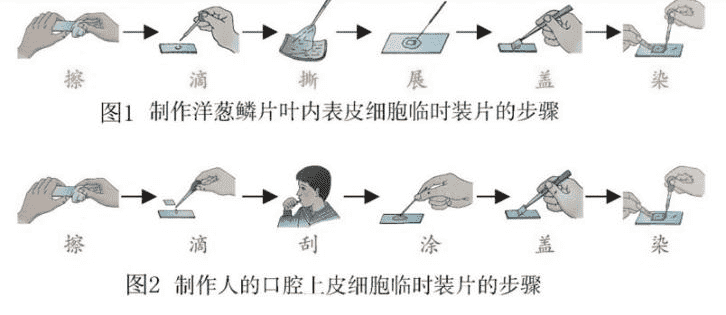 擦 滴 撕 展 盖 染
图1 制作洋葱鳞片叶内表皮细胞临时装片的步骤
擦 滴 刮 涂 盖 染
图2 制作人的口腔上皮细胞临时装片的步骤